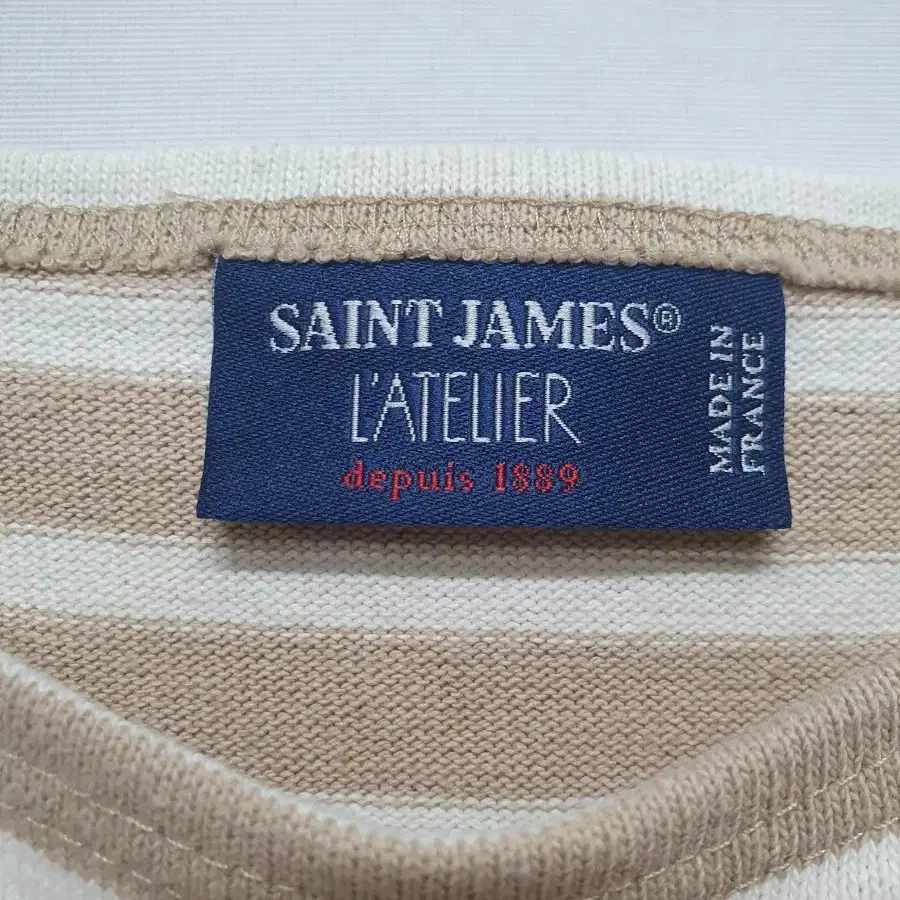 SAINT JAMES®
L'ATELIER
depuis 1889
MADE IN
FRANCE